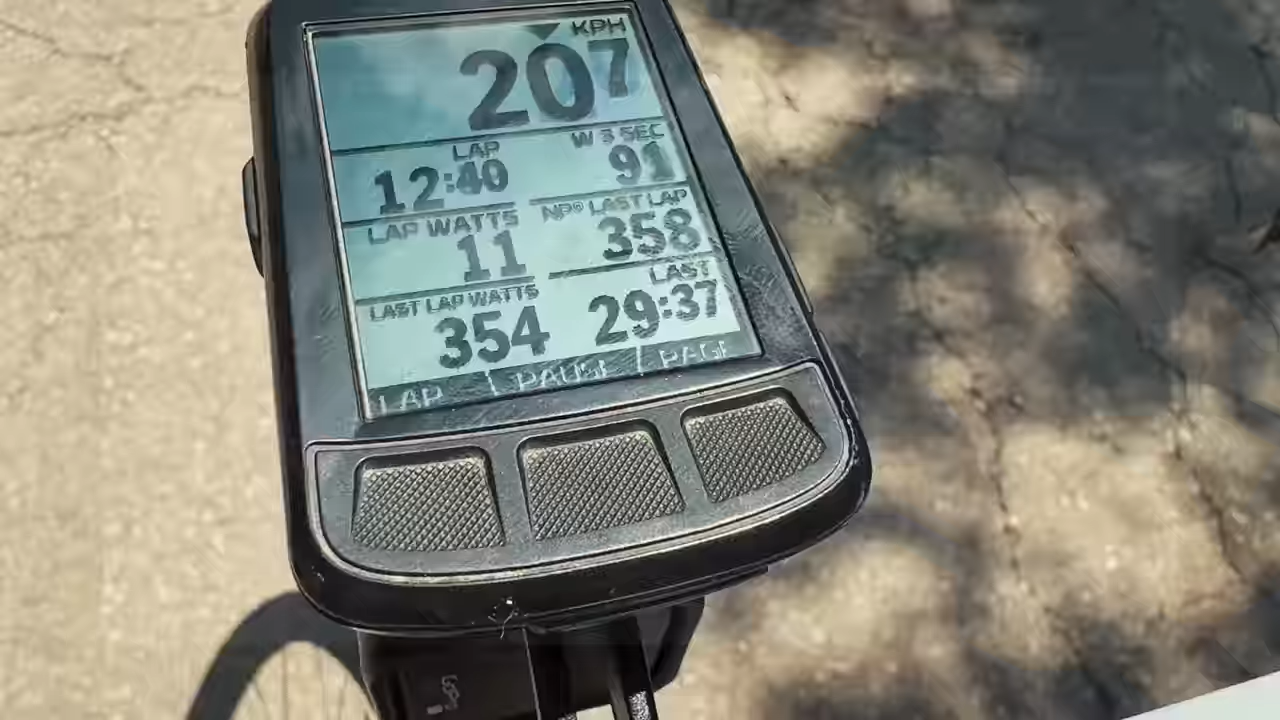 KPH
207
LAP
12:40
W 3 SEC
91
LAP WATTS
11
NP® LAST LAP
358
LAST LAP WATTS
354
LAST
29:37
LAP PAUSE PAGE